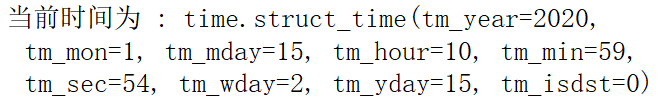 当前时间为 : time.struct_time(tm_year=2020,
tm_mon=1, tm_mday=15, tm_hour=10, tm_min=59,
tm_sec=54, tm_wday=2, tm_yday=15, tm_isdst=0)